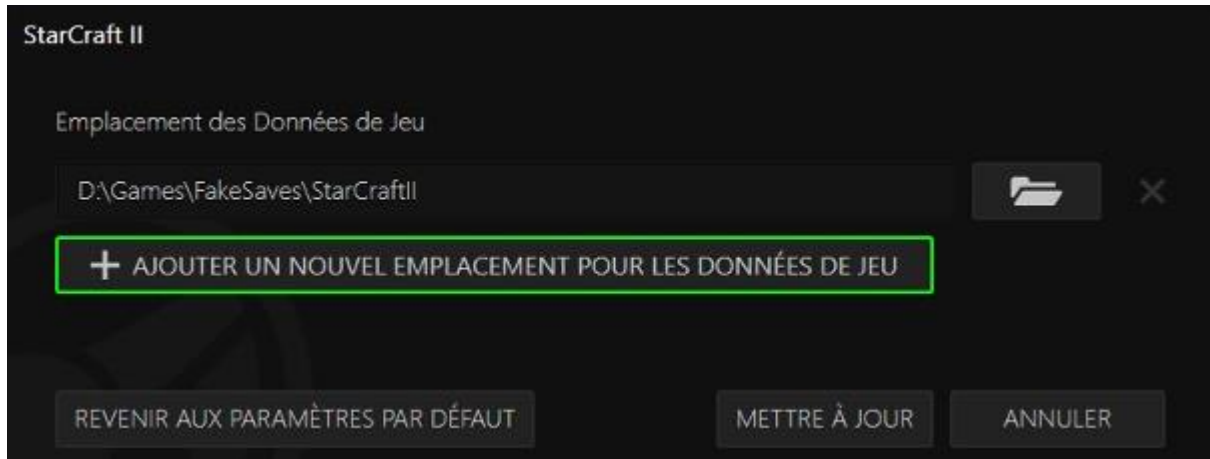 StarCraft II
Emplacement des Données de Jeu
D:\Games\FakeSaves\StarCraftII
AJOUTER UN NOUVEL EMPLACEMENT POUR LES DONNÉES DE JEU
REVENIR AUX PARAMÈTRES PAR DÉFAUT METTRE À JOUR ANNULER